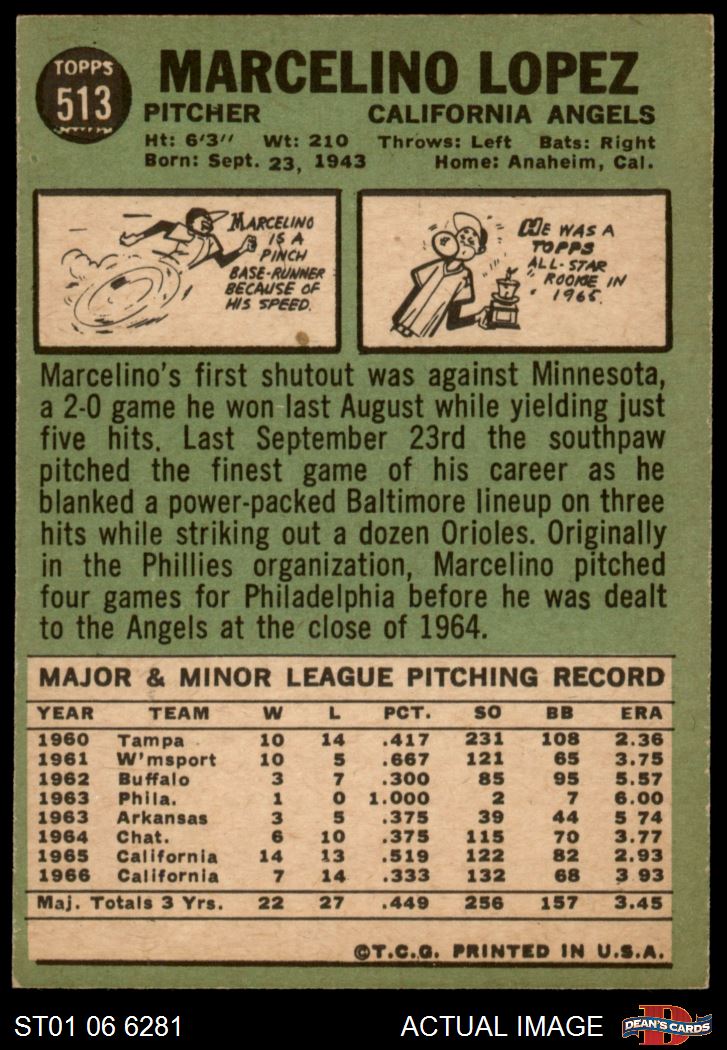 TOPPS
513
MARCELINO LOPEZ
PITCHER CALIFORNIA ANGELS
Ht: 6'3" Wt: 210 Throws: Left Bats: Right
Born: Sept. 23, 1943 Home: Anaheim, Cal.
MARCELINO
IS A
PINCH
BASE-RUNNER
BECAUSE OF
HIS SPEED.
HE WAS A
TOPPS
ALL-STAR
ROOKIE IN
1965.
Marcelino's first shutout was against Minnesota,
a 2-0 game he won last August while yielding just
five hits. Last September 23rd the southpaw
pitched the finest game of his career as he
blanked a power-packed Baltimore lineup on three
hits while striking out a dozen Orioles. Originally
in the Phillies organization, Marcelino pitched
four games for Philadelphia before he was dealt
to the Angels at the close of 1964.
MAJOR & MINOR LEAGUE PITCHING RECORD
YEAR TEAM W L PCT. SO BB ERA
1960 Tampa 10 14 .417 231 108 2.36
1961 W'msport 10 5 .667 121 65 3.75
1962 Buffalo 3 7 .300 85 95 5.57
1963 Phila. 1 0 1.000 2 7 6.00
1963 Arkansas 3 5 .375 39 44 5 74
1964 Chat. 6 10 .375 115 70 3.77
1965 California 14 13 .519 122 82 2.93
1966 California 7 14 .333 132 68 3 93
Maj. Totals 3 Yrs. 22 27 .449 256 157 3.45
©T.C.G. PRINTED IN U.S.A.
ST01 06 6281 ACTUAL IMAGE
D
DEAN'S CARDS